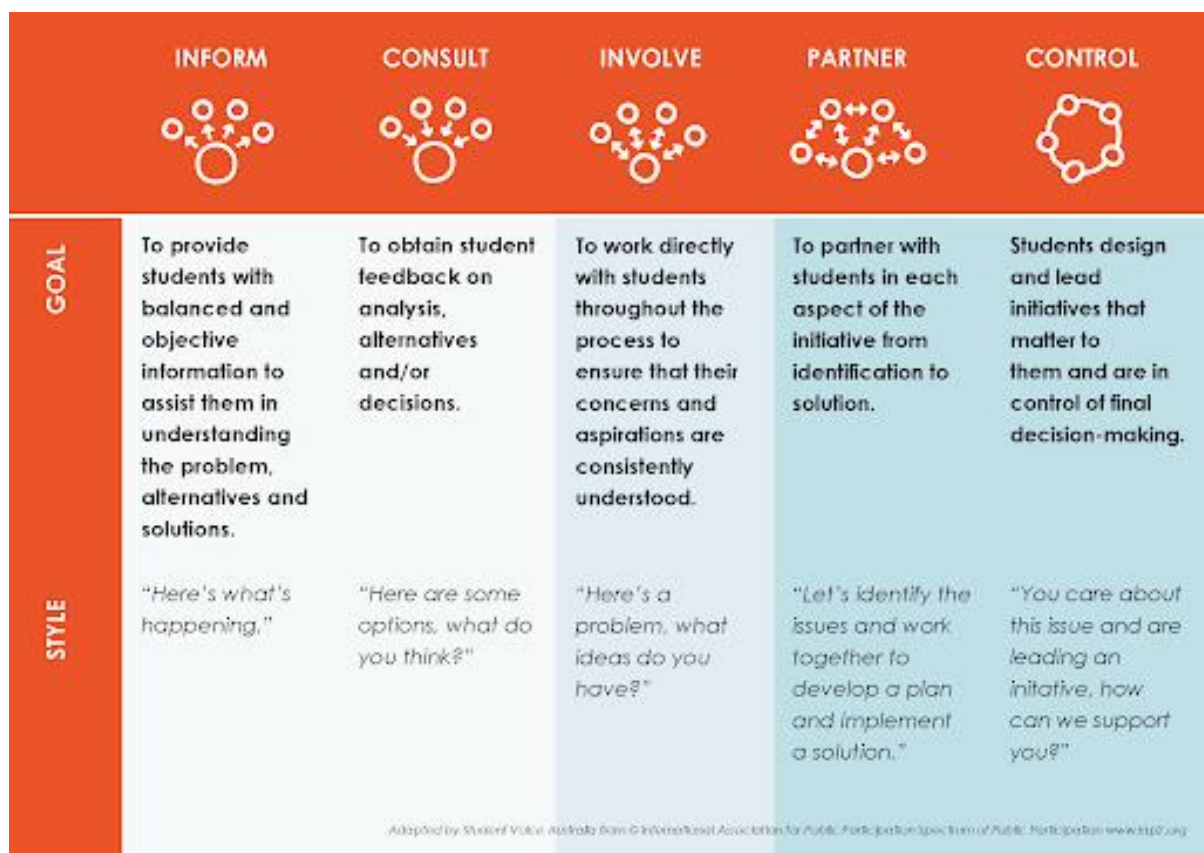 INFORM
CONSULT
INVOLVE
PARTNER
CONTROL
GOAL
To provide
students with
balanced and
objective
information to
assist them in
understanding
the problem,
alternatives and
solutions.
To obtain student
feedback on
analysis,
alternatives
and/or
decisions.
To work directly
with students
throughout the
process to
ensure that their
concerns and
aspirations are
consistently
understood.
To partner with
students in each
aspect of the
initiative from
identification to
solution.
Students design
and lead
initiatives that
matter to
them and are in
control of final
decision-making.
STYLE
“Here’s what’s
happening.”
“Here are some
options, what do
you think?”
“Here’s a
problem, what
ideas do you
have?”
“Let’s identify the
issues and work
together to
develop a plan
and implement
a solution.”
“You care about
this issue and are
leading an
initative, how
can we support
you?”
Adapted by Student Voice Australia from © International Association for Public Participation Spectrum of Public Participation www.iap2.org